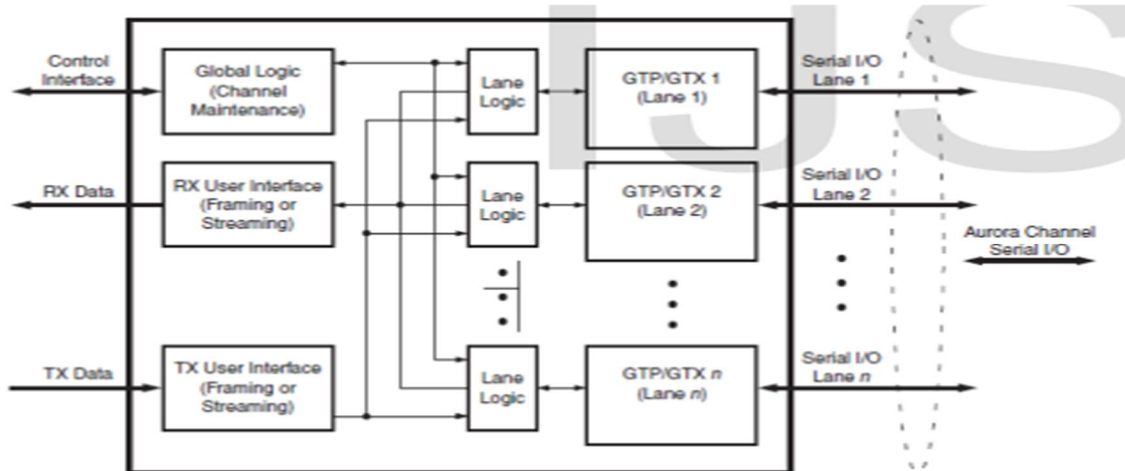 IJS
Control
Interface
Global Logic
(Channel
Maintenance)
Lane
Logic
GTP/GTX 1
(Lane 1)
Serial I/O
Lane 1
RX Data
RX User Interface
(Framing or
Streaming)
Lane
Logic
GTP/GTX 2
(Lane 2)
Serial I/O
Lane 2
Aurora Channel
Serial I/O
TX Data
TX User Interface
(Framing or
Streaming)
Lane
Logic
GTP/GTX n
(Lane n)
Serial I/O
Lane n